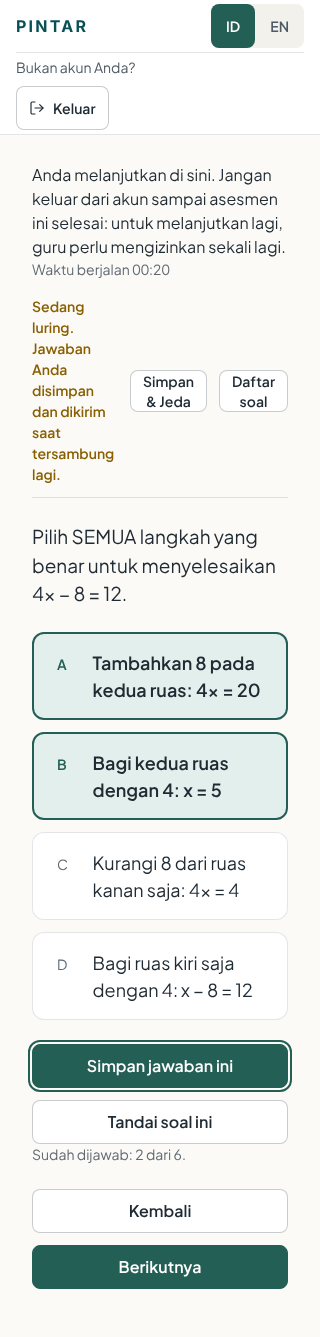 PINTAR
ID
EN
Bukan akun Anda?
Keluar
Anda melanjutkan di sini. Jangan
keluar dari akun sampai asesmen
ini selesai: untuk melanjutkan lagi,
guru perlu mengizinkan sekali lagi.
Waktu berjalan 00:20
Sedang
luring.
Jawaban
Anda
disimpan
dan dikirim
saat
tersambung
lagi.
Simpan
& Jeda
Daftar
soal
Pilih SEMUA langkah yang
benar untuk menyelesaikan
4x − 8 = 12.
A
Tambahkan 8 pada
kedua ruas: 4x = 20
B
Bagi kedua ruas
dengan 4: x = 5
C
Kurangi 8 dari ruas
kanan saja: 4x = 4
D
Bagi ruas kiri saja
dengan 4: x − 8 = 12
Simpan jawaban ini
Tandai soal ini
Sudah dijawab: 2 dari 6.
Kembali
Berikutnya